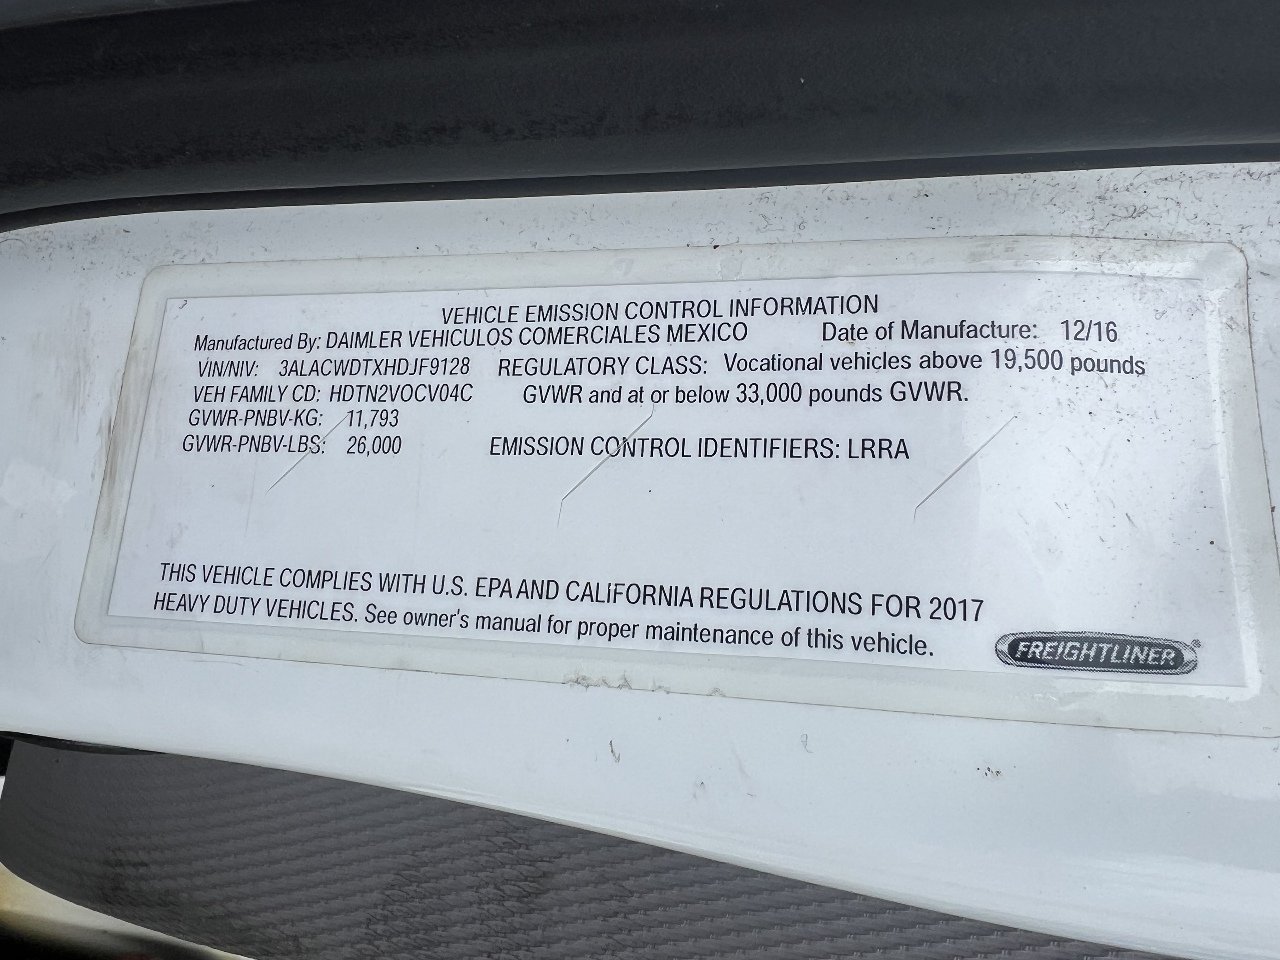 VEHICLE EMISSION CONTROL INFORMATION
Manufactured By: DAIMLER VEHICULOS COMERCIALES MEXICO Date of Manufacture: 12/16
VIN/NIV: 3ALACWDTXHDJF9128 REGULATORY CLASS: Vocational vehicles above 19,500 pounds
VEH FAMILY CD: HDTN2VOCV04C GVWR and at or below 33,000 pounds GVWR.
GVWR-PNBV-KG: 11,793
GVWR-PNBV-LBS: 26,000 EMISSION CONTROL IDENTIFIERS: LRRA
THIS VEHICLE COMPLIES WITH U.S. EPA AND CALIFORNIA REGULATIONS FOR 2017
HEAVY DUTY VEHICLES. See owner's manual for proper maintenance of this vehicle.
FREIGHTLINER®